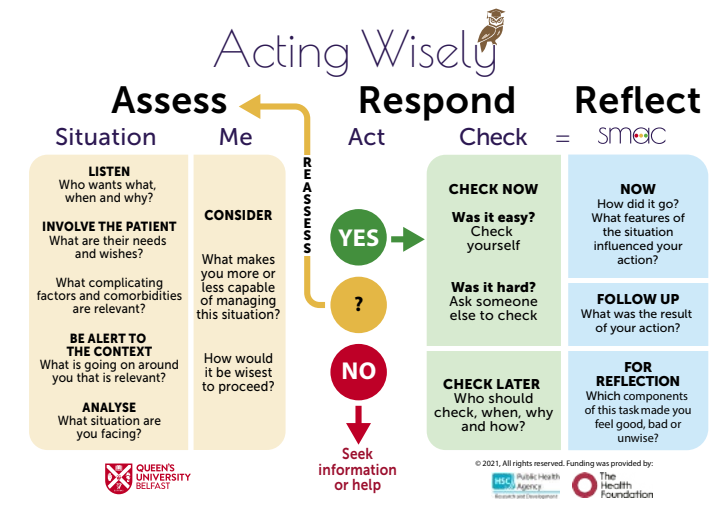 Acting Wisely
Assess
Respond
Reflect
Situation
Me
Act
Check
=
smac
LISTEN
Who wants what,
when and why?
INVOLVE THE PATIENT
What are their needs
and wishes?
What complicating
factors and comorbidities
are relevant?
BE ALERT TO
THE CONTEXT
What is going on around
you that is relevant?
ANALYSE
What situation are
you facing?
CONSIDER
What makes
you more or
less capable
of managing
this situation?
How would
it be wisest
to proceed?
REASSESS
YES
?
NO
Seek
information
or help
CHECK NOW
Was it easy?
Check
yourself
Was it hard?
Ask someone
else to check
CHECK LATER
Who should
check, when, why
and how?
NOW
How did it go?
What features of
the situation
influenced your
action?
FOLLOW UP
What was the result
of your action?
FOR
REFLECTION
Which components
of this task made you
feel good, bad or
unwise?
QUEEN'S
UNIVERSITY
BELFAST
© 2021, All rights reserved. Funding was provided by:
HSC Public Health
Agency
Research and Development
The
Health
Foundation